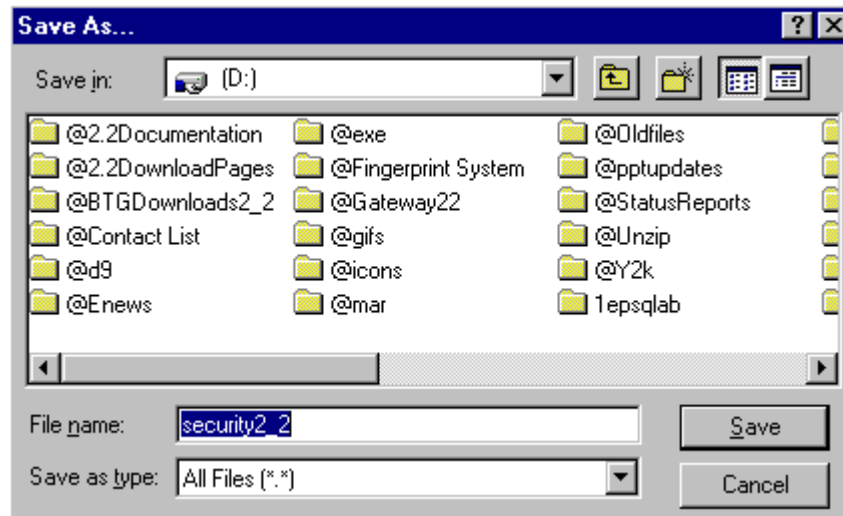 Save As...
Save in: (D:)
@2.2Documentation @exe @Oldfiles
@2.2DownloadPages @Fingerprint System @pptupdates
@BTGDownloads2_2 @Gateway22 @StatusReports
@Contact List @gifs @Unzip
@d9 @icons @Y2k
@Enews @mar 1epsqlab
File name: security2_2 Save
Save as type: All Files (*.*) Cancel